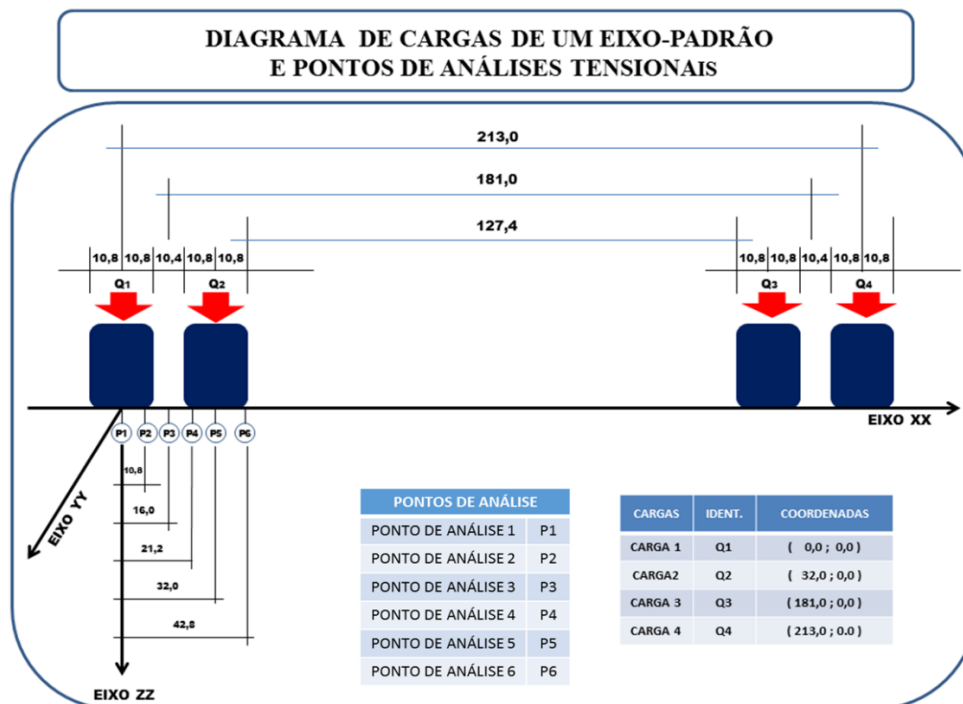 DIAGRAMA DE CARGAS DE UM EIXO-PADRÃO
E PONTOS DE ANÁLISES TENSIONAIS
213,0
181,0
127,4
10,8 10,8 10,4 10,8 10,8
10,8 10,8 10,4 10,8 10,8
Q1 Q2 Q3 Q4
EIXO XX
P1 P2 P3 P4 P5 P6
10,8
16,0
21,2
32,0
42,8
EIXO YY
EIXO ZZ
PONTOS DE ANÁLISE
PONTO DE ANÁLISE 1 P1
PONTO DE ANÁLISE 2 P2
PONTO DE ANÁLISE 3 P3
PONTO DE ANÁLISE 4 P4
PONTO DE ANÁLISE 5 P5
PONTO DE ANÁLISE 6 P6
CARGAS IDENT. COORDENADAS
CARGA 1 Q1 ( 0,0 ; 0,0 )
CARGA2 Q2 ( 32,0 ; 0,0 )
CARGA 3 Q3 ( 181,0 ; 0,0 )
CARGA 4 Q4 ( 213,0 ; 0.0 )